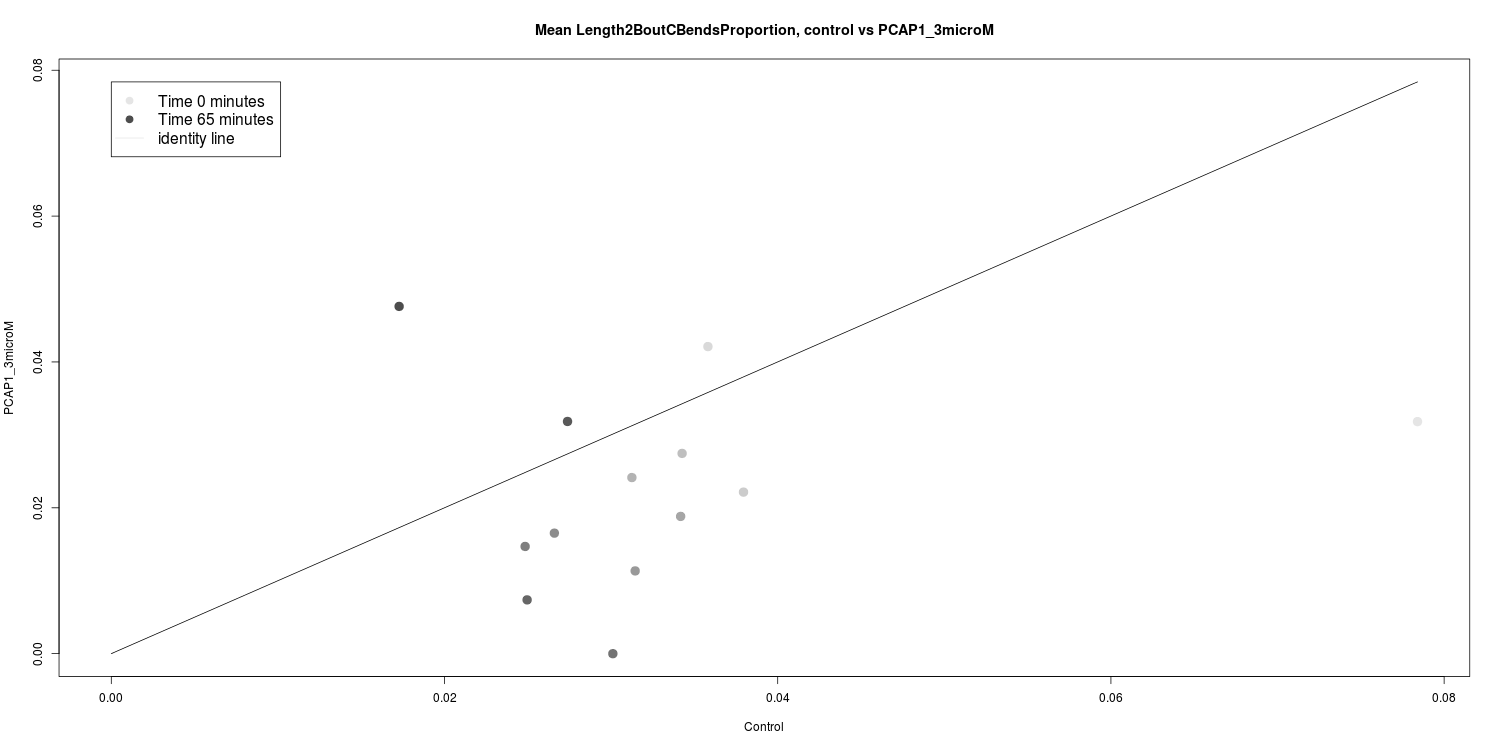 Mean Length2BoutCBendsProportion, control vs PCAP1_3microM
Time 0 minutes
Time 65 minutes
identity line
PCAP1_3microM
0.08
0.06
0.04
0.02
0.00
0.00 0.02 0.04 0.06 0.08
Control